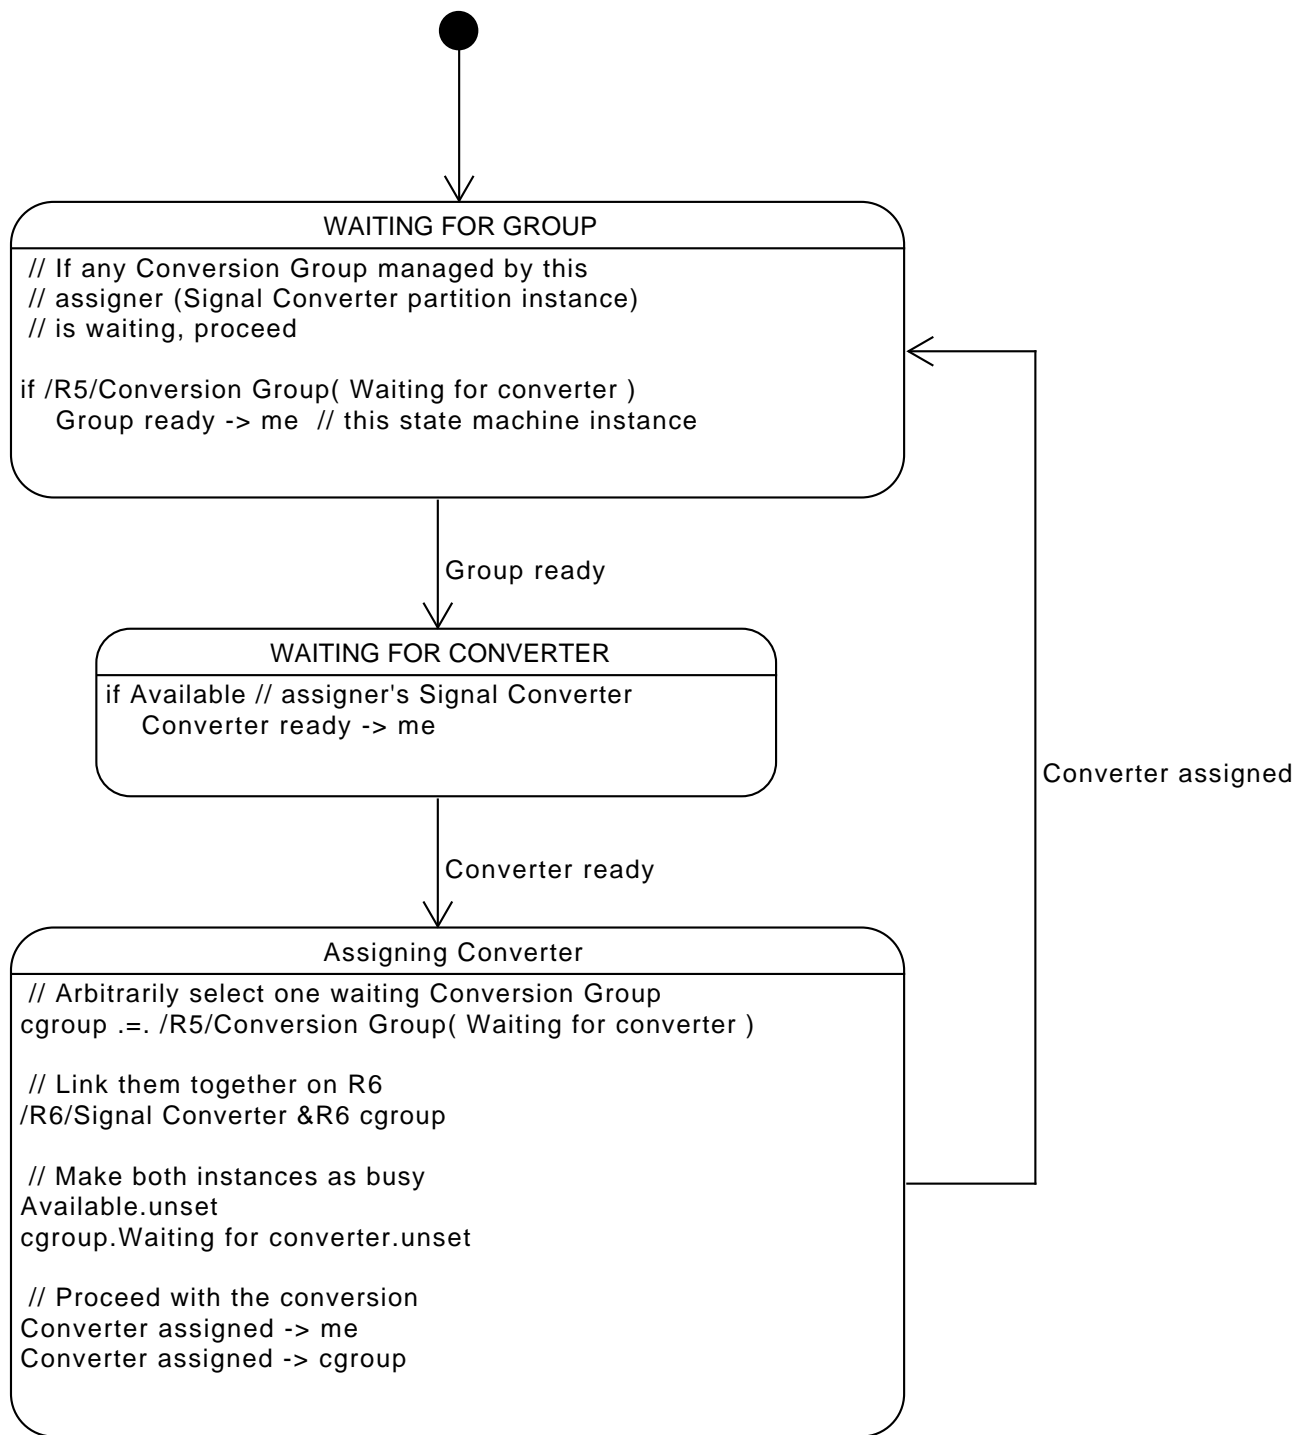 WAITING FOR GROUP
// If any Conversion Group managed by this
// assigner (Signal Converter partition instance)
// is waiting, proceed
if /R5/Conversion Group( Waiting for converter )
Group ready -> me  // this state machine instance
Group ready
WAITING FOR CONVERTER
if Available // assigner's Signal Converter
Converter ready -> me
Converter assigned
Converter ready
Assigning Converter
// Arbitrarily select one waiting Conversion Group
cgroup .=. /R5/Conversion Group( Waiting for converter )
// Link them together on R6
/R6/Signal Converter &R6 cgroup
// Make both instances as busy
Available.unset
cgroup.Waiting for converter.unset
// Proceed with the conversion
Converter assigned -> me
Converter assigned -> cgroup